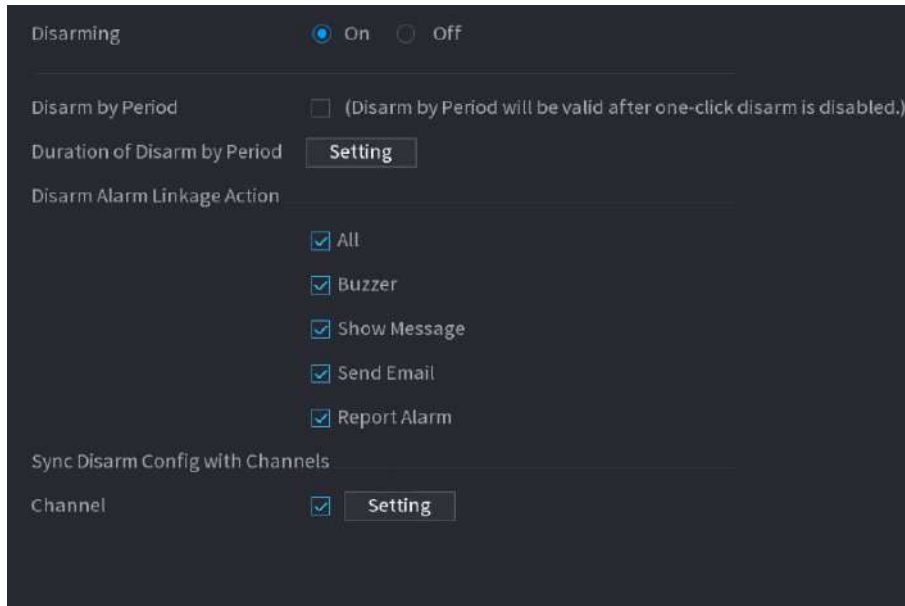 Disarming On Off
Disarm by Period (Disarm by Period will be valid after one-click disarm is disabled.)
Duration of Disarm by Period Setting
Disarm Alarm Linkage Action
All
Buzzer
Show Message
Send Email
Report Alarm
Sync Disarm Config with Channels
Channel Setting